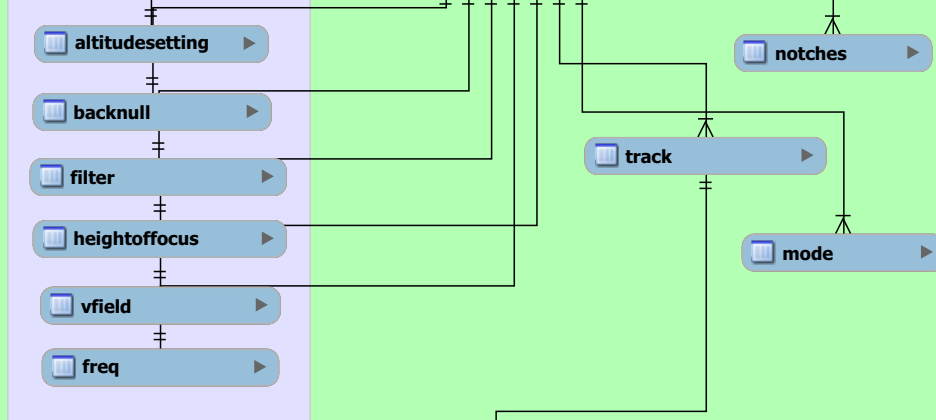 altitudesetting
notches
backnull
track
filter
heightoffocus
mode
vfield
freq